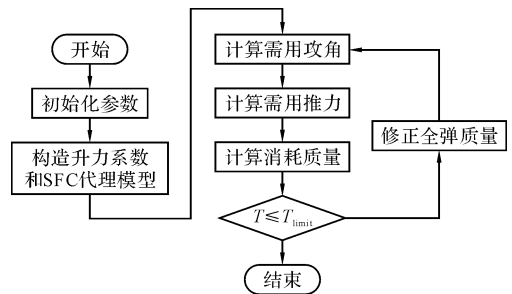 开始
初始化参数
构造升力系数
和SFC代理模型
计算需用攻角
计算需用推力
计算消耗质量
T≤T_limit
结束
修正全弹质量